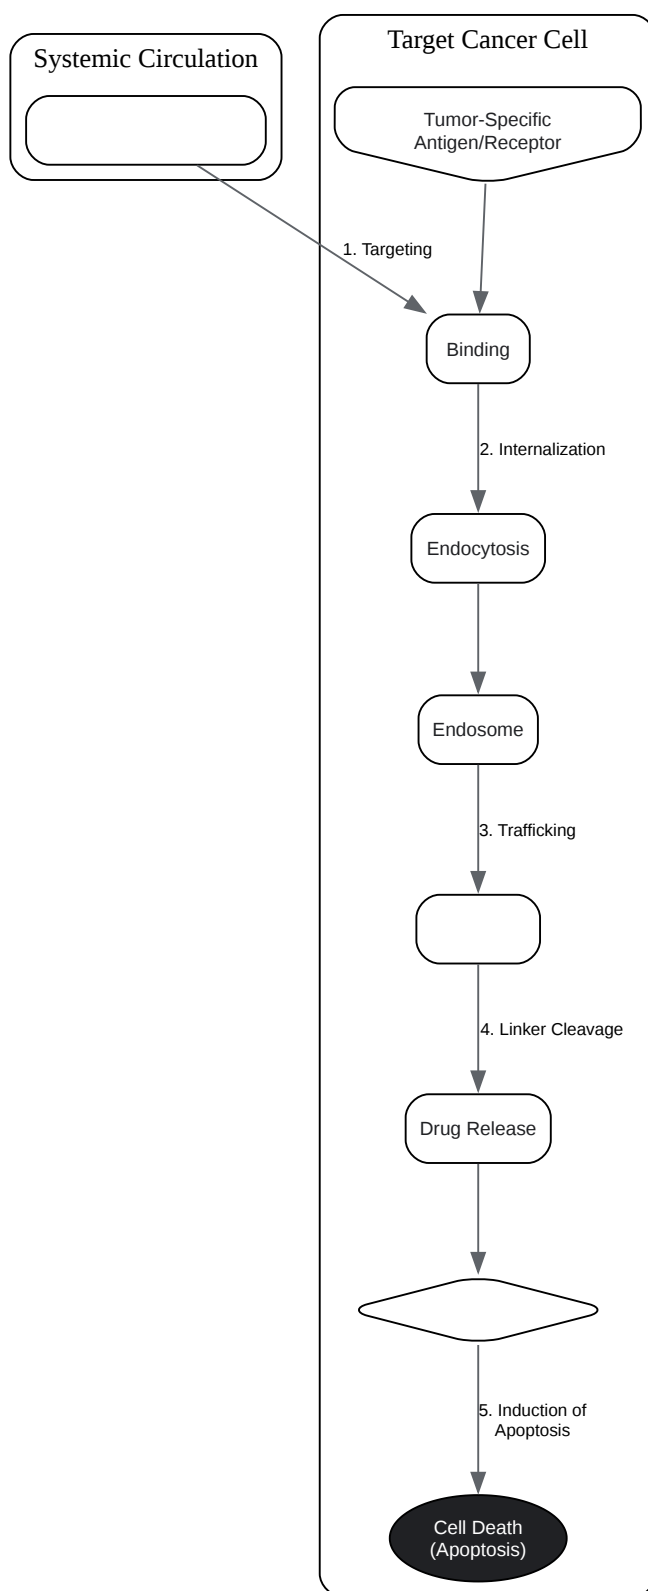 Systemic Circulation
Target Cancer Cell
Tumor-Specific
Antigen/Receptor
1. Targeting
Binding
2. Internalization
Endocytosis
Endosome
3. Trafficking
4. Linker Cleavage
Drug Release
5. Induction of
Apoptosis
Cell Death
(Apoptosis)